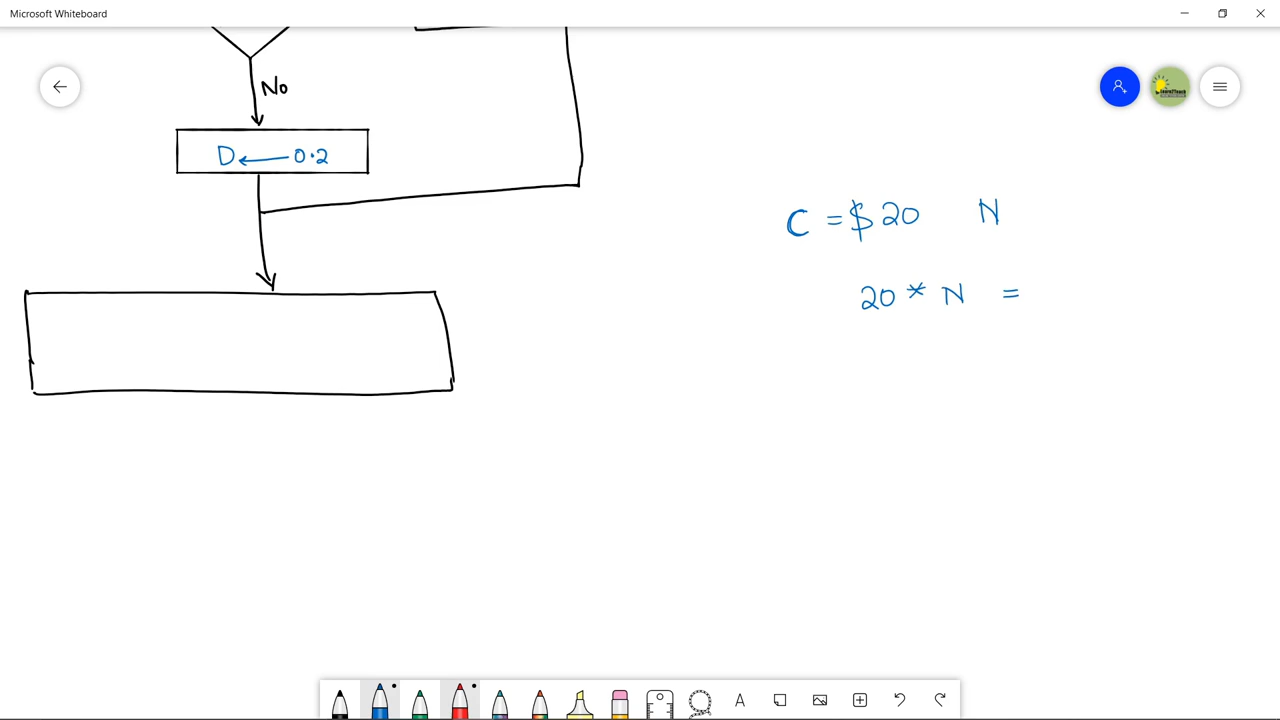 Microsoft Whiteboard
No
D ← 0.2
C = $20 N
20 * N =
A